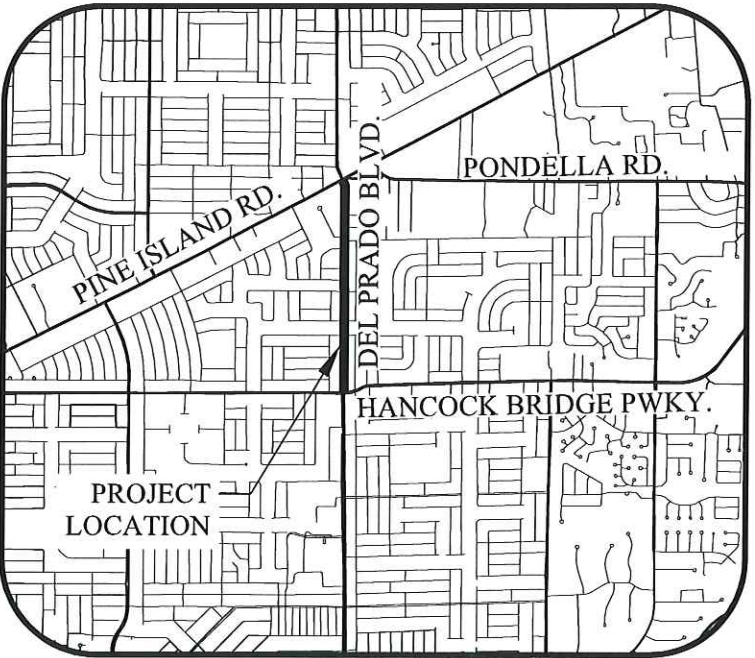 PONDELLA RD.
PINE ISLAND RD.
DEL PRADO BLVD.
HANCOCK BRIDGE PWKY.
PROJECT
LOCATION